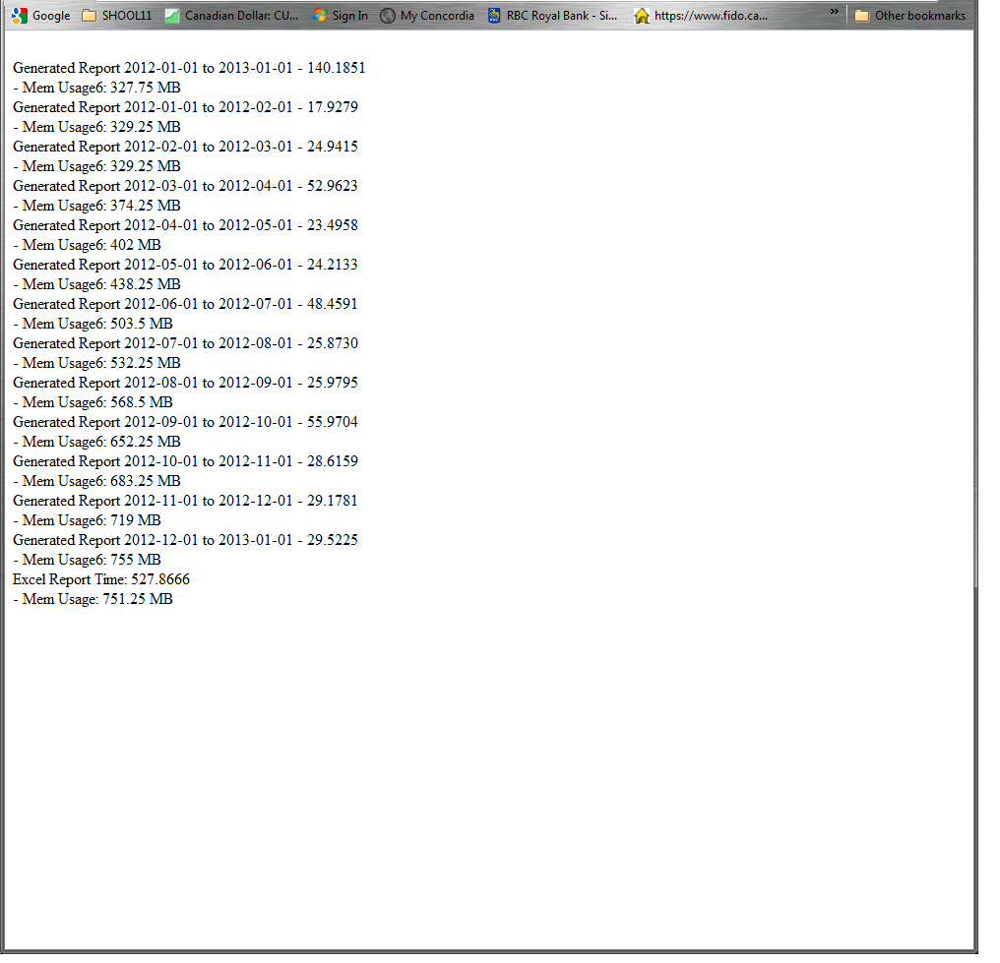 Google SHOOL11 Canadian Dollar: CU... Sign In My Concordia RBC Royal Bank - Si... https://www.fido.ca... » Other bookmarks
Generated Report 2012-01-01 to 2013-01-01 - 140.1851
- Mem Usage6: 327.75 MB
Generated Report 2012-01-01 to 2012-02-01 - 17.9279
- Mem Usage6: 329.25 MB
Generated Report 2012-02-01 to 2012-03-01 - 24.9415
- Mem Usage6: 329.25 MB
Generated Report 2012-03-01 to 2012-04-01 - 52.9623
- Mem Usage6: 374.25 MB
Generated Report 2012-04-01 to 2012-05-01 - 23.4958
- Mem Usage6: 402 MB
Generated Report 2012-05-01 to 2012-06-01 - 24.2133
- Mem Usage6: 438.25 MB
Generated Report 2012-06-01 to 2012-07-01 - 48.4591
- Mem Usage6: 503.5 MB
Generated Report 2012-07-01 to 2012-08-01 - 25.8730
- Mem Usage6: 532.25 MB
Generated Report 2012-08-01 to 2012-09-01 - 25.9795
- Mem Usage6: 568.5 MB
Generated Report 2012-09-01 to 2012-10-01 - 55.9704
- Mem Usage6: 652.25 MB
Generated Report 2012-10-01 to 2012-11-01 - 28.6159
- Mem Usage6: 683.25 MB
Generated Report 2012-11-01 to 2012-12-01 - 29.1781
- Mem Usage6: 719 MB
Generated Report 2012-12-01 to 2013-01-01 - 29.5225
- Mem Usage6: 755 MB
Excel Report Time: 527.8666
- Mem Usage: 751.25 MB